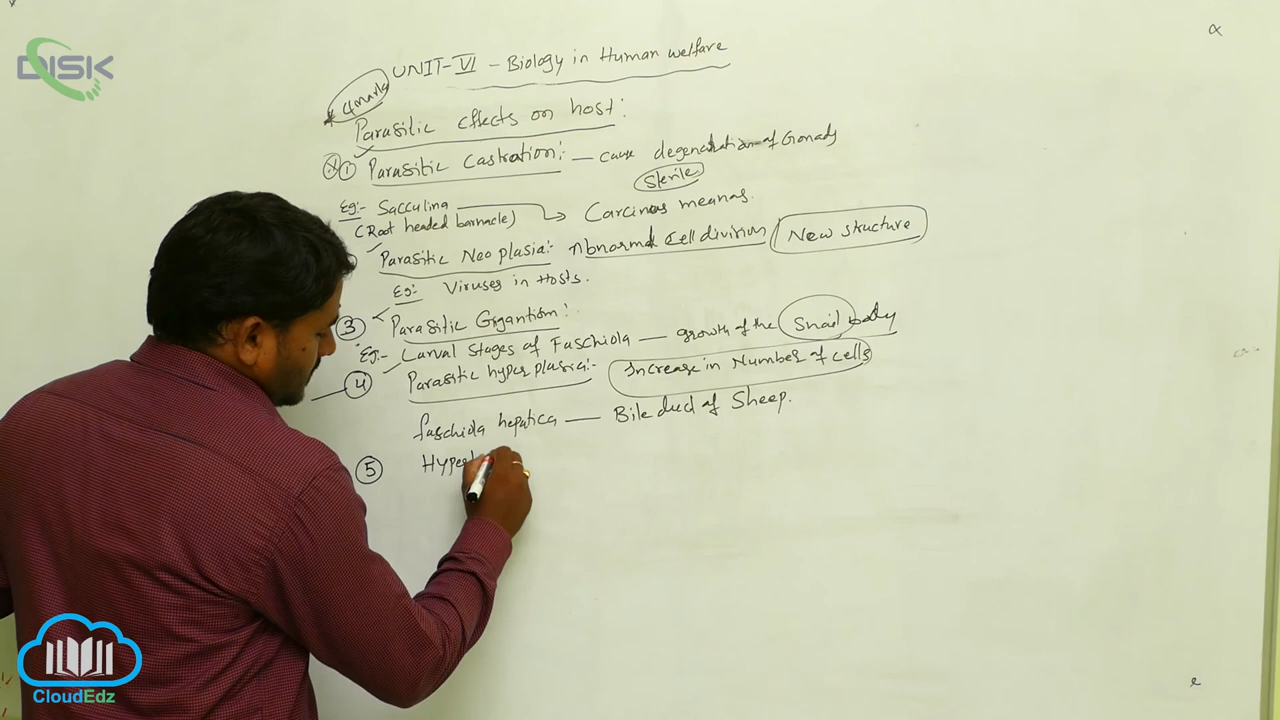 DISK
UNIT-VI - Biology in Human welfare
* 4 marks
Parasitic effects on host:
① Parasitic Castration:- — cause degeneration of Gonads
Sterile
Eg:- Sacculina → Carcinus meanas.
(Root headed barnacle)
Parasitic Neoplasia:- Abnormal Cell division New structure
Eg:- Viruses in Hosts.
③ Parasitic Gigantism:
Eg:- Larval Stages of Faschiola — growth of the Snail body
④ Parasitic hyperplasia:- Increase in Number of cells
faschiola hepatica — Bile duct of Sheep.
⑤ Hypert
CloudEdz